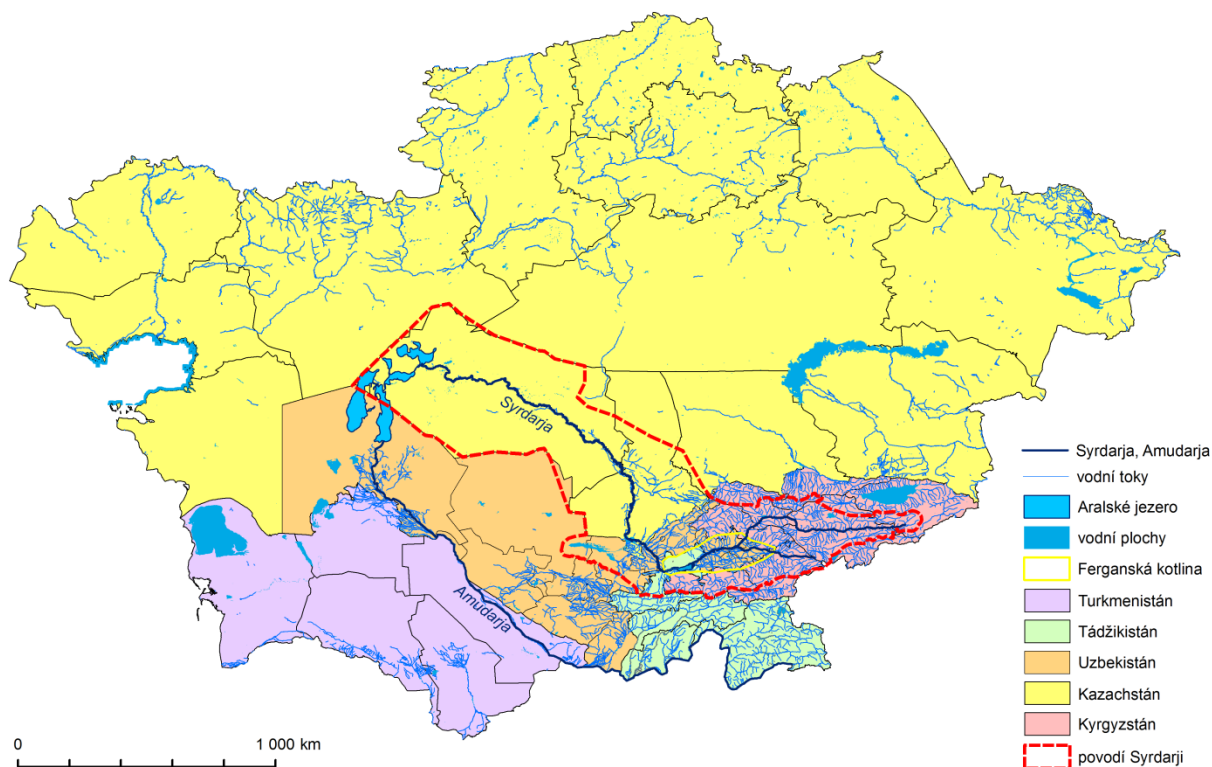 Syrdarja
Amudarja
Syrdarja, Amudarja
vodní toky
Aralské jezero
vodní plochy
Ferganská kotlina
Turkmenistán
Tádžikistán
Uzbekistán
Kazachstán
Kyrgyzstán
povodí Syrdarji
0 1 000 km